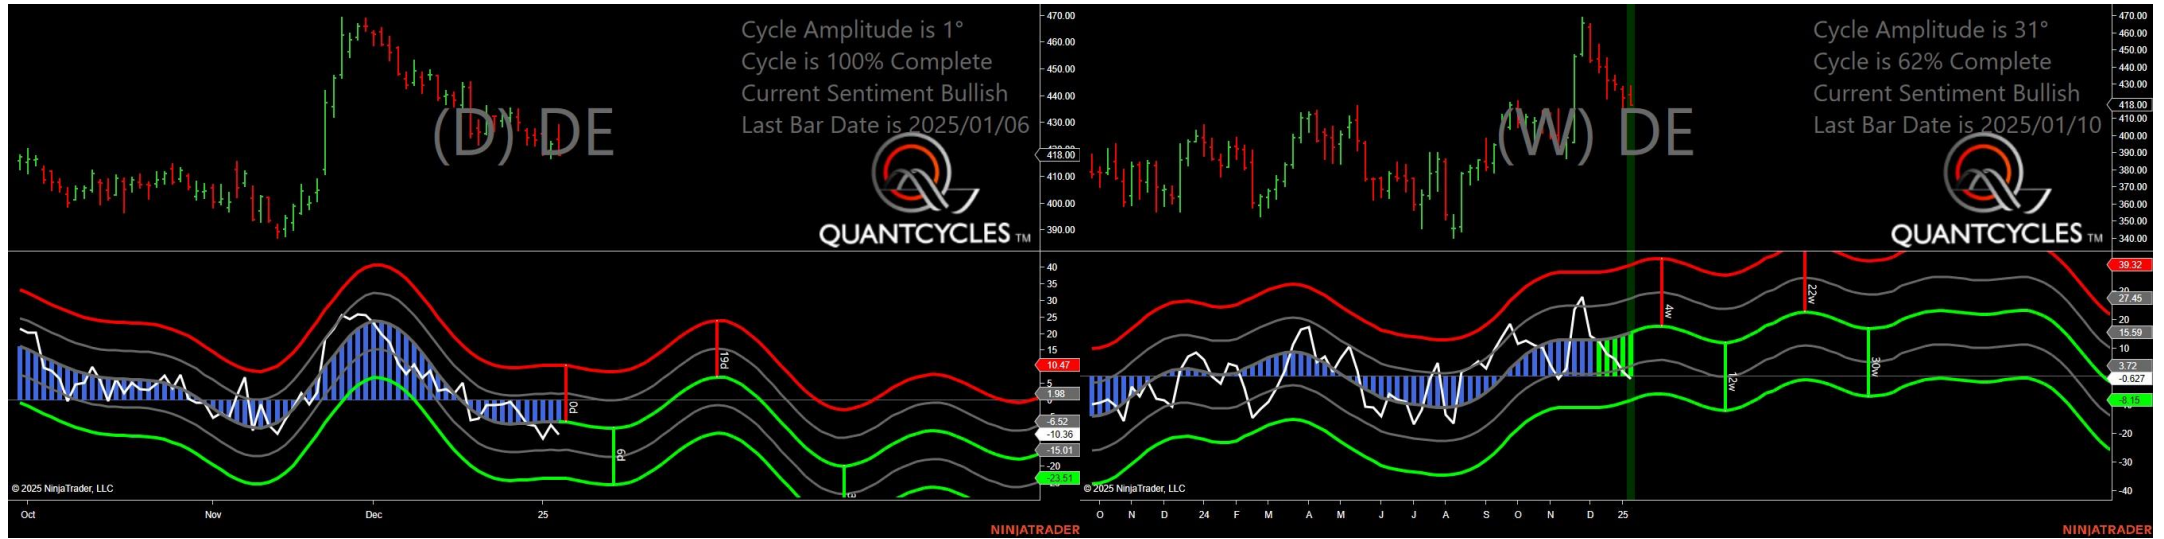 Cycle Amplitude is 1°
Cycle is 100% Complete
Current Sentiment Bullish
Last Bar Date is 2025/01/06
(D) DE
QUANTCYCLES TM
470.00
460.00
450.00
440.00
430.00
418.00
410.00
400.00
390.00
40
35
30
25
20
15
10.47
5
1.98
-6.52
-10.36
-15.01
-20
-23.51
0d
6d
19d
© 2025 NinjaTrader, LLC
Oct Nov Dec 25
NINJATRADER
Cycle Amplitude is 31°
Cycle is 62% Complete
Current Sentiment Bullish
Last Bar Date is 2025/01/10
(W) DE
QUANTCYCLES TM
470.00
460.00
450.00
440.00
430.00
418.00
410.00
400.00
390.00
380.00
370.00
360.00
350.00
340.00
39.32
27.45
20
15.59
10
3.72
-0.627
-8.15
-20
-30
-40
4w
12w
22w
30w
© 2025 NinjaTrader, LLC
O N D 24 F M A M J J A S O N D 25
NINJATRADER